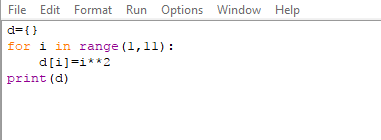 File Edit Format Run Options Window Help
d={}
for i in range(1,11):
    d[i]=i**2
print(d)